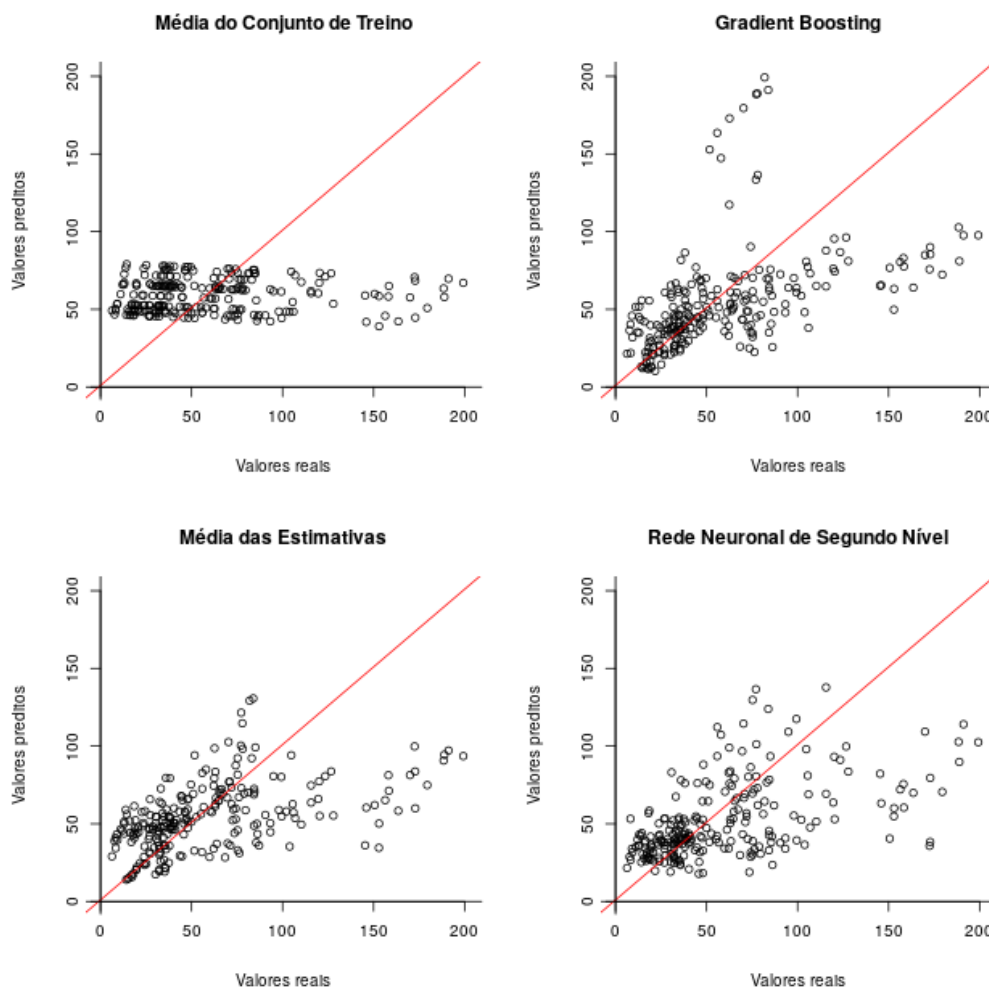 Média do Conjunto de Treino
Valores preditos
0 50 100 150 200
0 50 100 150 200
Valores reais
Gradient Boosting
Valores preditos
0 50 100 150 200
0 50 100 150 200
Valores reais
Média das Estimativas
Valores preditos
0 50 100 150 200
0 50 100 150 200
Valores reais
Rede Neuronal de Segundo Nível
Valores preditos
0 50 100 150 200
0 50 100 150 200
Valores reais